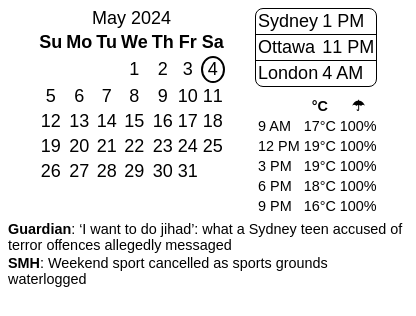 May 2024
Su Mo Tu We Th Fr Sa
1 2 3 4
5 6 7 8 9 10 11
12 13 14 15 16 17 18
19 20 21 22 23 24 25
26 27 28 29 30 31
Sydney 1 PM
Ottawa 11 PM
London 4 AM
°C ☂
9 AM 17°C 100%
12 PM 19°C 100%
3 PM 19°C 100%
6 PM 18°C 100%
9 PM 16°C 100%
Guardian: ‘I want to do jihad’: what a Sydney teen accused of
terror offences allegedly messaged
SMH: Weekend sport cancelled as sports grounds
waterlogged